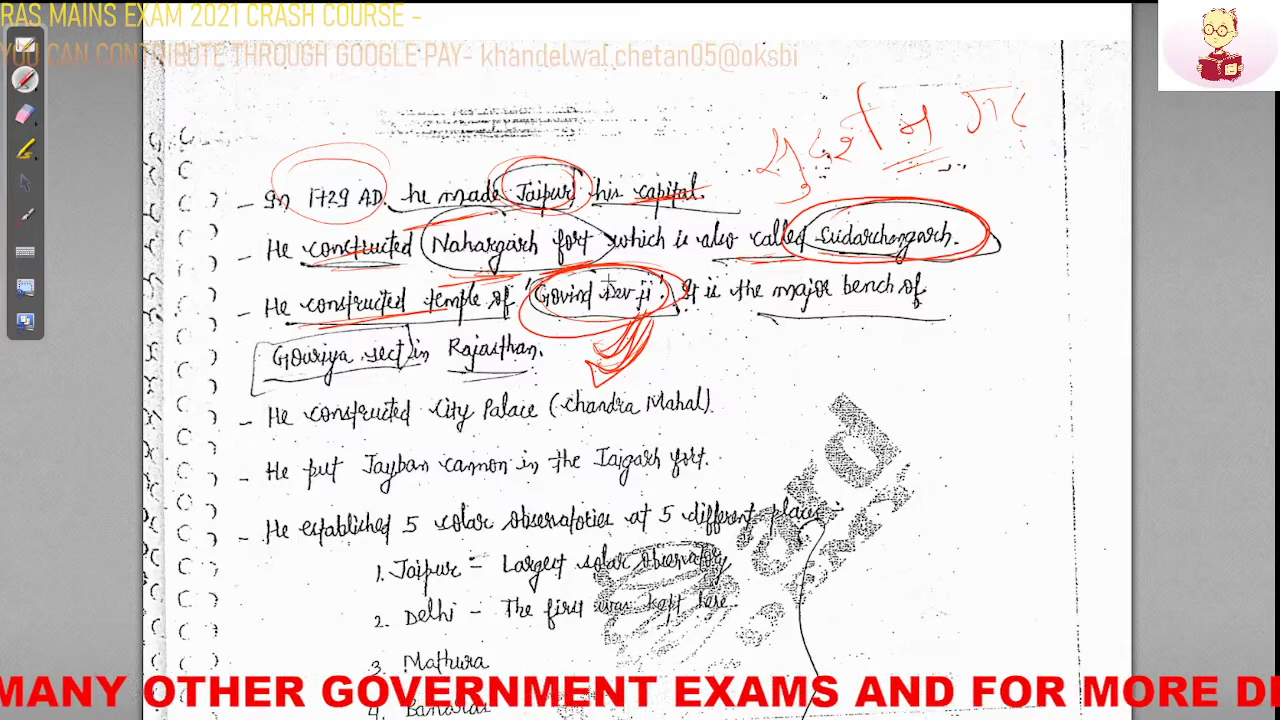 RAS MAINS EXAM 2021 CRASH COURSE -
YOU CAN CONTRIBUTE THROUGH GOOGLE PAY- khandelwal.chetan05@oksbi
- In 1729 AD. he made Jaipur his capital.
- He constructed Nahargarh fort which is also called Sudarshangarh.
- He constructed temple of 'Govind Dev ji'. It is the major bench of
Gouriya sect in Rajasthan.
- He constructed City Palace (Chandra Mahal).
- He put Jayban cannon in the Jaigarh fort.
- He established 5 solar observatories at 5 different places :-
1. Jaipur - Largest solar observatory
2. Delhi - The first was kept here.
3. Mathura
4. Banaras
MANY OTHER GOVERNMENT EXAMS AND FOR MORE DE